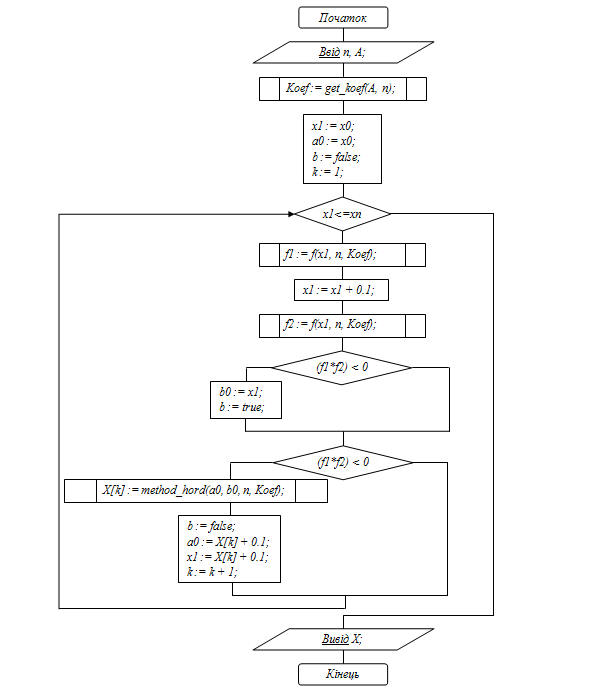 Початок
Ввід n, A;
Koef := get_koef(A, n);
x1 := x0;
a0 := x0;
b := false;
k := 1;
x1<=xn
f1 := f(x1, n, Koef);
x1 := x1 + 0.1;
f2 := f(x1, n, Koef);
(f1*f2) < 0
b0 := x1;
b := true;
(f1*f2) < 0
X[k] := method_hord(a0, b0, n, Koef);
b := false;
a0 := X[k] + 0.1;
x1 := X[k] + 0.1;
k := k + 1;
Вивід X;
Кінець